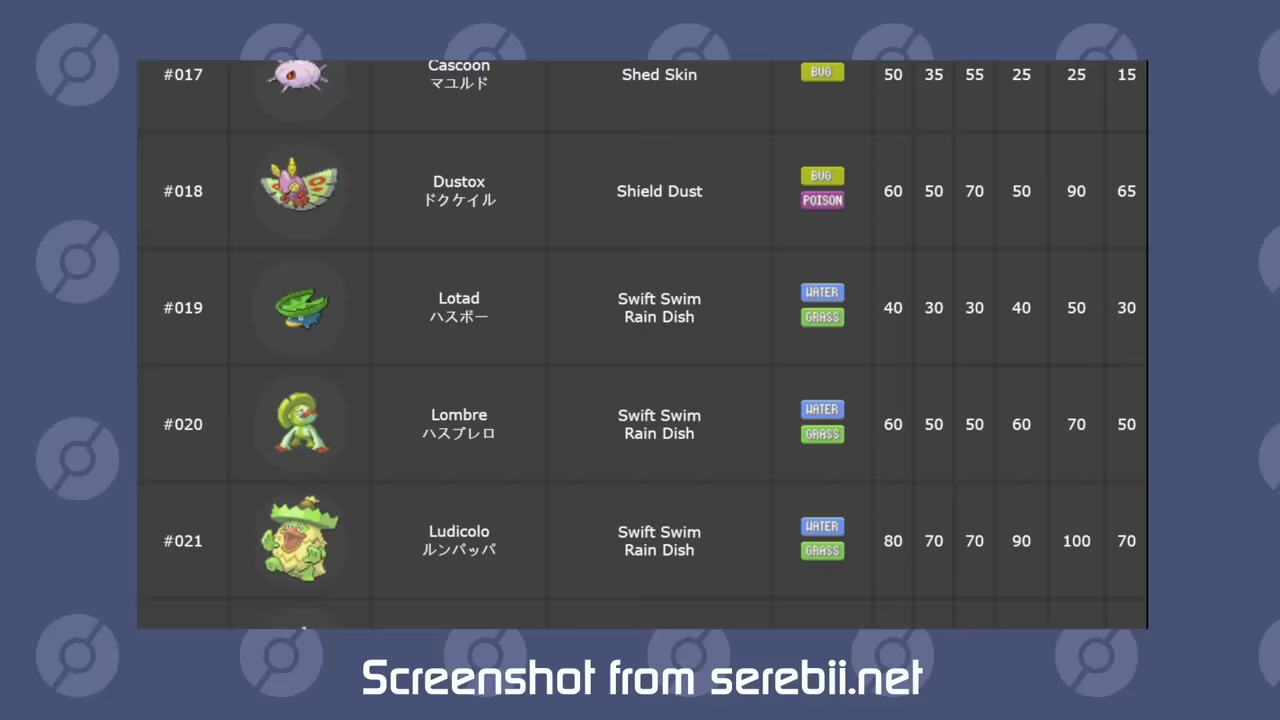 #017 Cascoon マユルド Shed Skin BUG 50 35 55 25 25 15
#018 Dustox ドクケイル Shield Dust BUG POISON 60 50 70 50 90 65
#019 Lotad ハスボー Swift Swim Rain Dish WATER GRASS 40 30 30 40 50 30
#020 Lombre ハスブレロ Swift Swim Rain Dish WATER GRASS 60 50 50 60 70 50
#021 Ludicolo ルンパッパ Swift Swim Rain Dish WATER GRASS 80 70 70 90 100 70
Screenshot from serebii.net